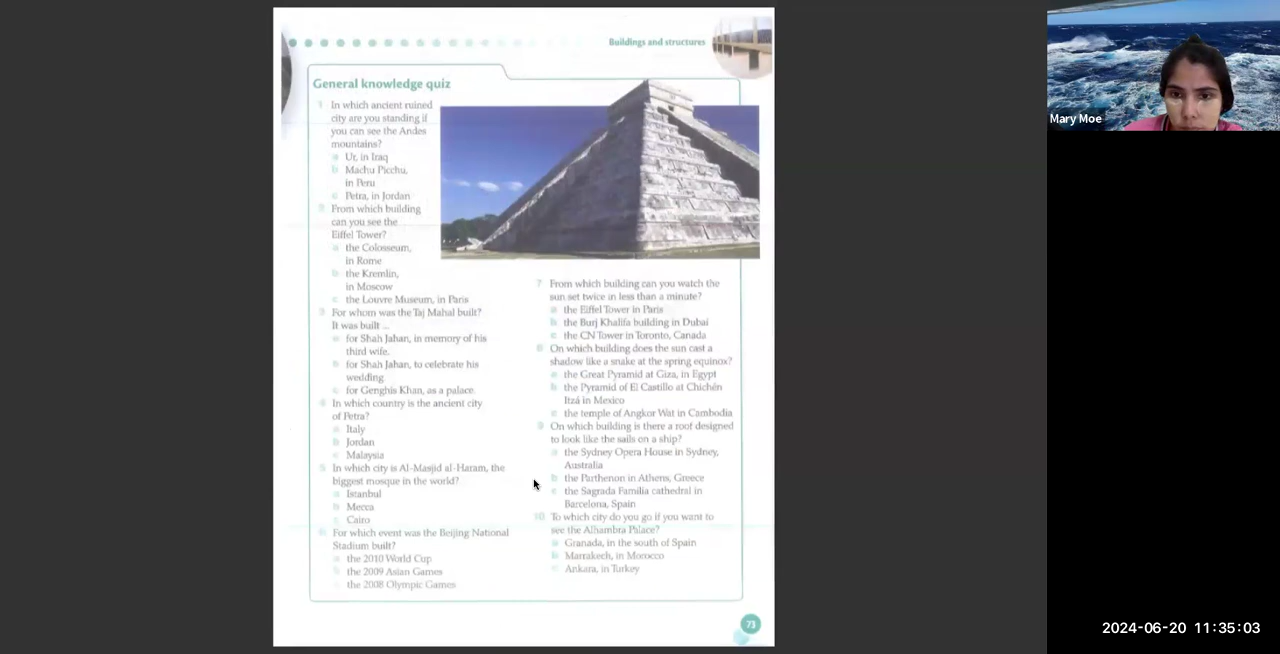 Buildings and structures
General knowledge quiz
1 In which ancient ruined
city are you standing if
you can see the Andes
mountains?
a Ur, in Iraq
b Machu Picchu,
in Peru
c Petra, in Jordan
2 From which building
can you see the
Eiffel Tower?
a the Colosseum,
in Rome
b the Kremlin,
in Moscow
c the Louvre Museum, in Paris
3 For whom was the Taj Mahal built?
It was built ...
a for Shah Jahan, in memory of his
third wife.
b for Shah Jahan, to celebrate his
wedding
c for Genghis Khan, as a palace.
4 In which country is the ancient city
of Petra?
a Italy
b Jordan
c Malaysia
5 In which city is Al-Masjid al-Haram, the
biggest mosque in the world?
a Istanbul
b Mecca
c Cairo
6 For which event was the Beijing National
Stadium built?
a the 2010 World Cup
b the 2009 Asian Games
c the 2008 Olympic Games
7 From which building can you watch the
sun set twice in less than a minute?
a the Eiffel Tower in Paris
b the Burj Khalifa building in Dubai
c the CN Tower in Toronto, Canada
8 On which building does the sun cast a
shadow like a snake at the spring equinox?
a the Great Pyramid at Giza, in Egypt
b the Pyramid of El Castillo at Chichén
Itzá in Mexico
c the temple of Angkor Wat in Cambodia
9 On which building is there a roof designed
to look like the sails on a ship?
a the Sydney Opera House in Sydney,
Australia
b the Parthenon in Athens, Greece
c the Sagrada Familia cathedral in
Barcelona, Spain
10 To which city do you go if you want to
see the Alhambra Palace?
a Granada, in the south of Spain
b Marrakech, in Morocco
c Ankara, in Turkey
73
Mary Moe
2024-06-20 11:35:03